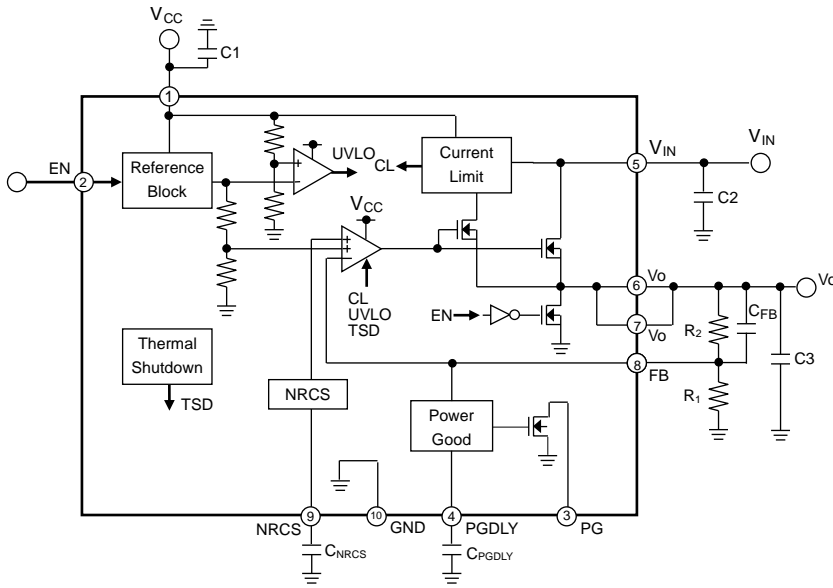 VCC
C1
1
UVLO
VIN
VIN
EN
2
Reference
Block
CL
Current
Limit
5
C2
VCC
Vo
Vo
6
CL
UVLO
TSD
EN
7
Vo
R2
CFB
C3
Thermal
Shutdown
8
FB
TSD
NRCS
R1
Power
Good
9
10
4
3
NRCS
GND
PGDLY
PG
CNRCS
CPGDLY